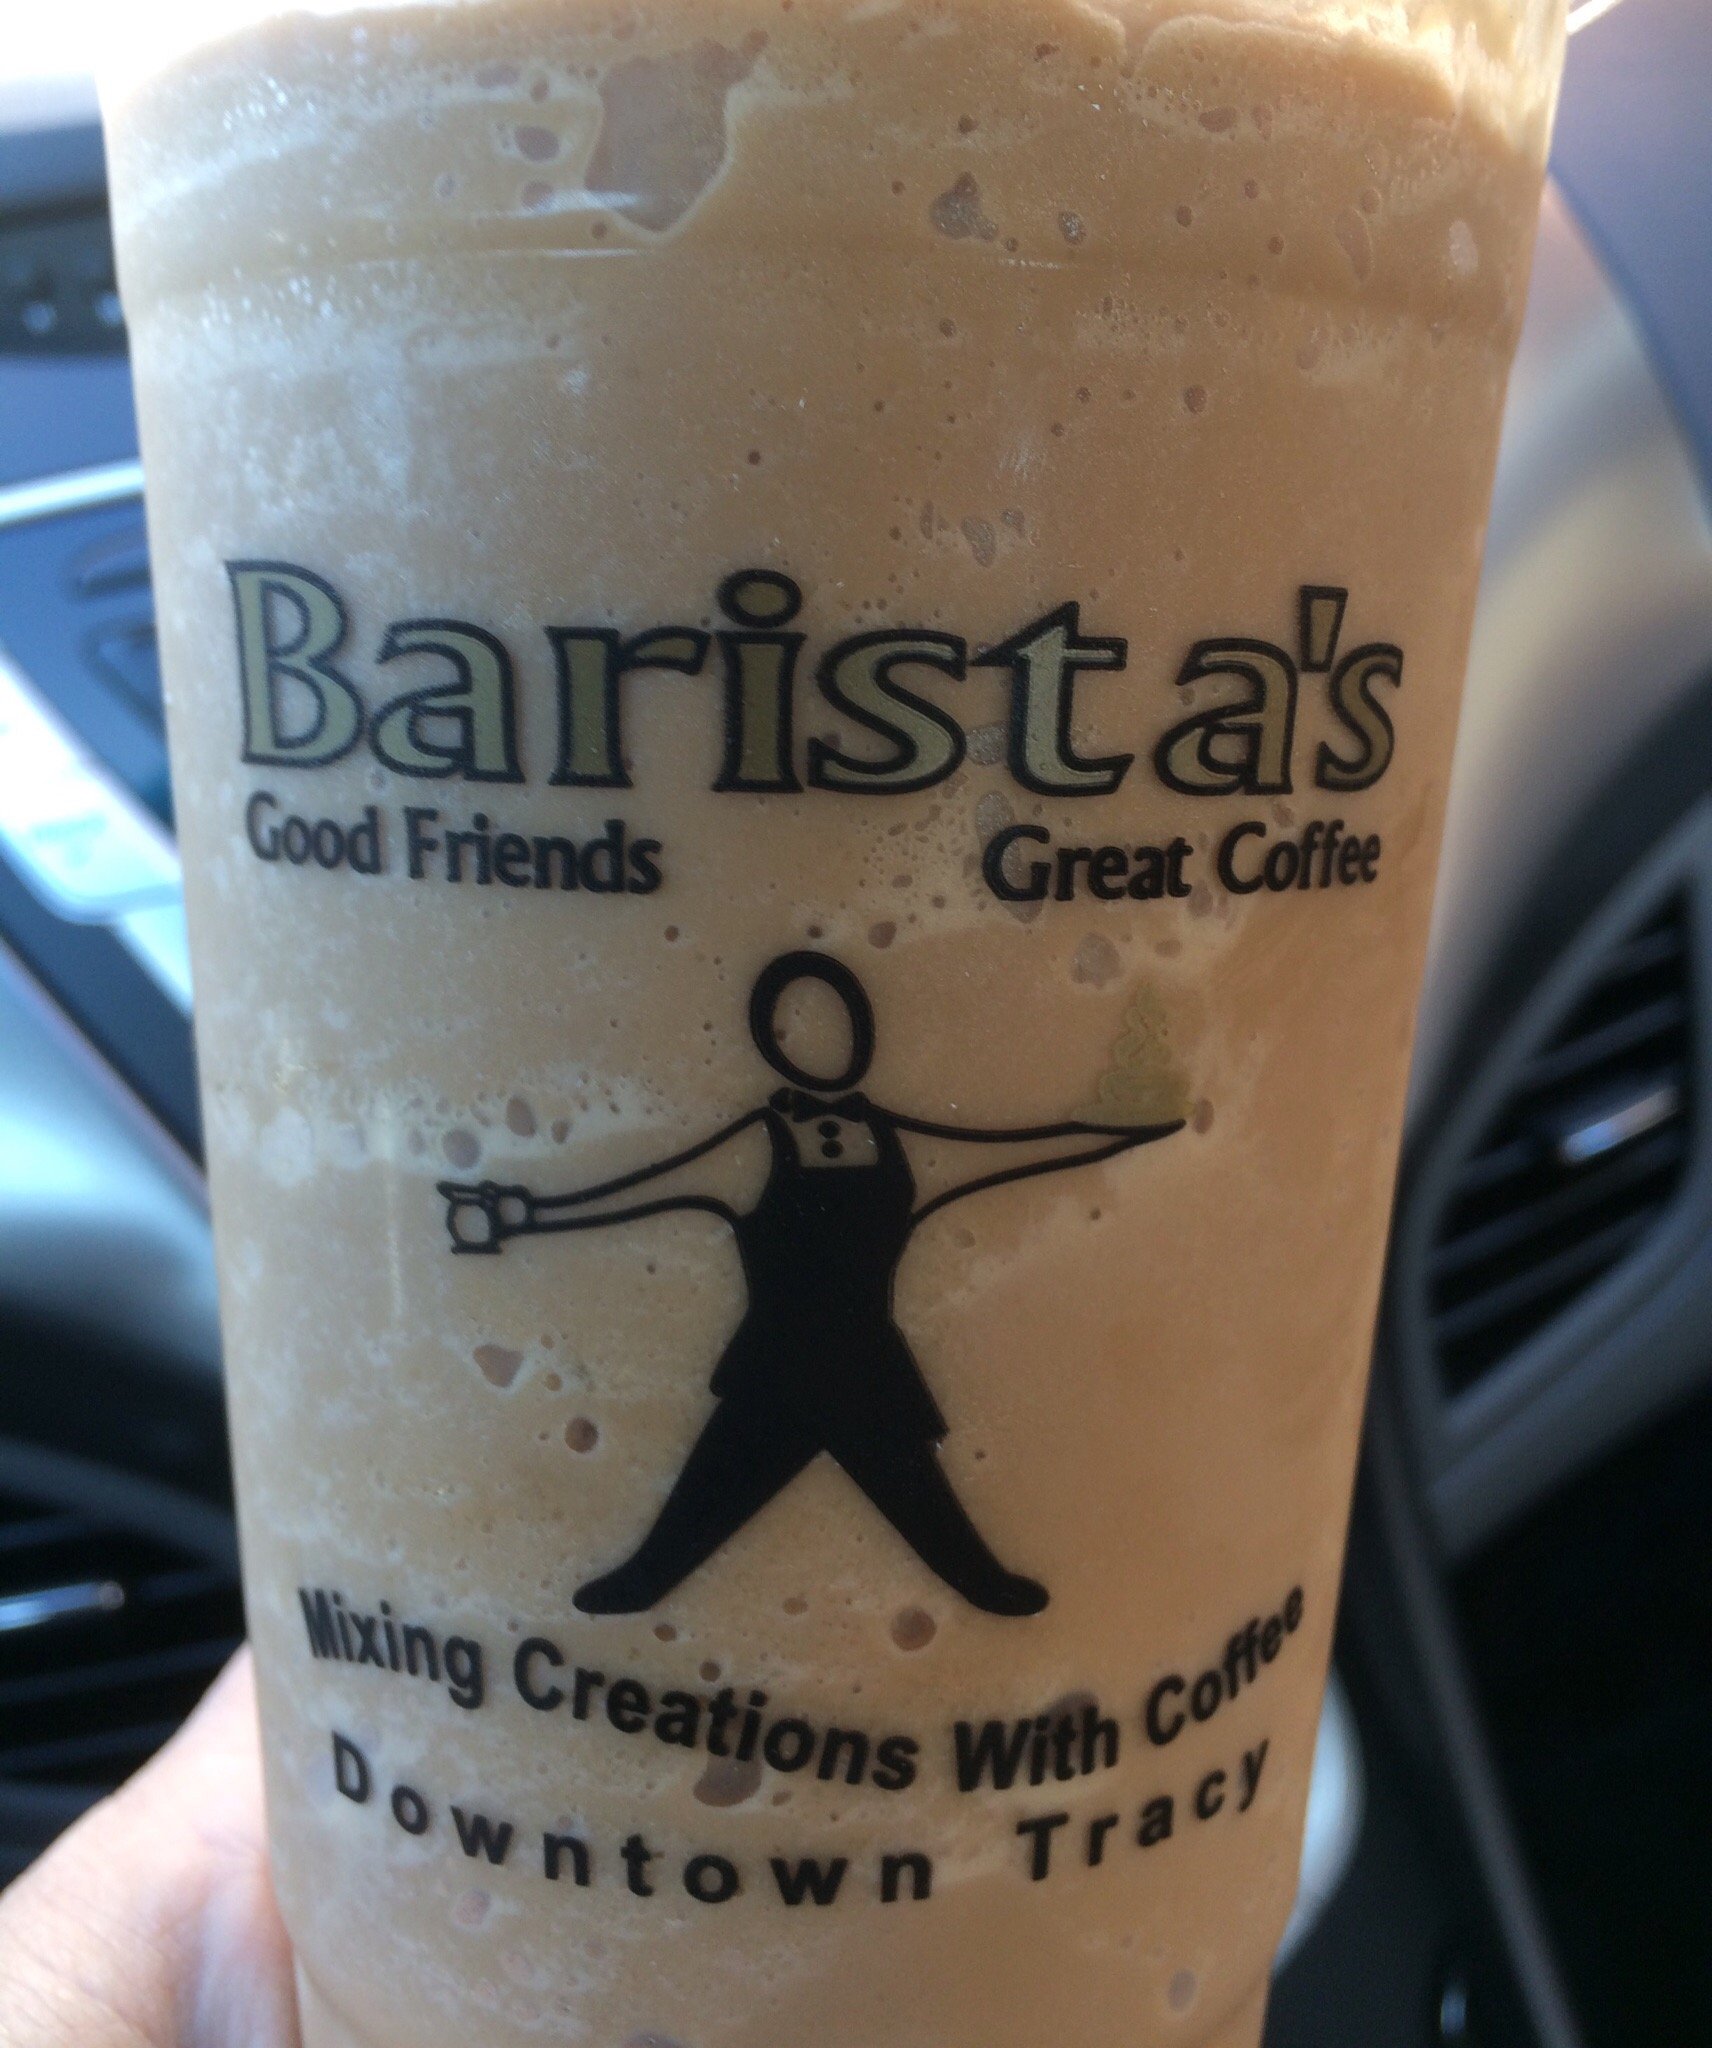 Barista's
Good Friends Great Coffee
Mixing Creations With Coffee
Downtown Tracy